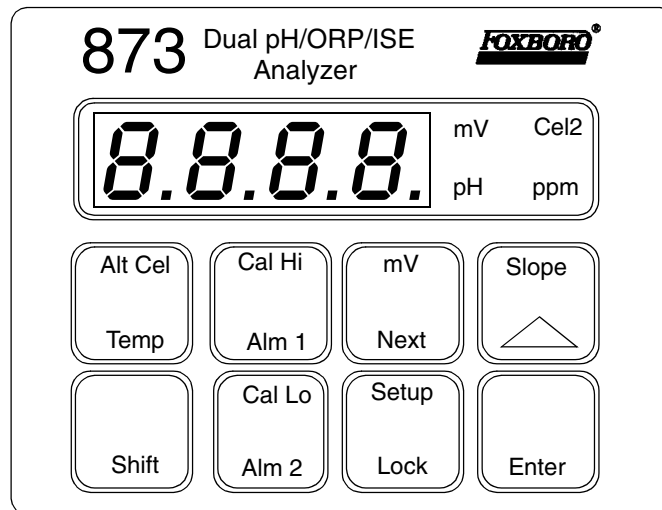 873 Dual pH/ORP/ISE Analyzer
FOXBORO®
8.8.8.8.
mV Cel2
pH ppm
Alt Cel
Temp
Cal Hi
Alm 1
mV
Next
Slope
Shift
Cal Lo
Alm 2
Setup
Lock
Enter